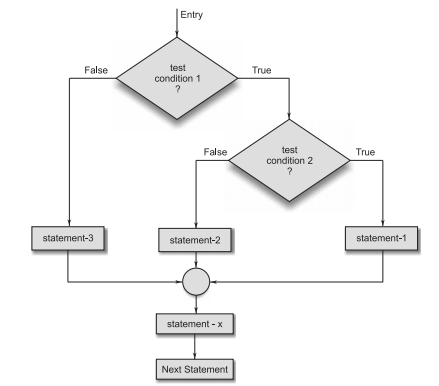 Entry
False
test
condition 1
?
True
False
test
condition 2
?
True
statement-3
statement-2
statement-1
statement - x
Next Statement